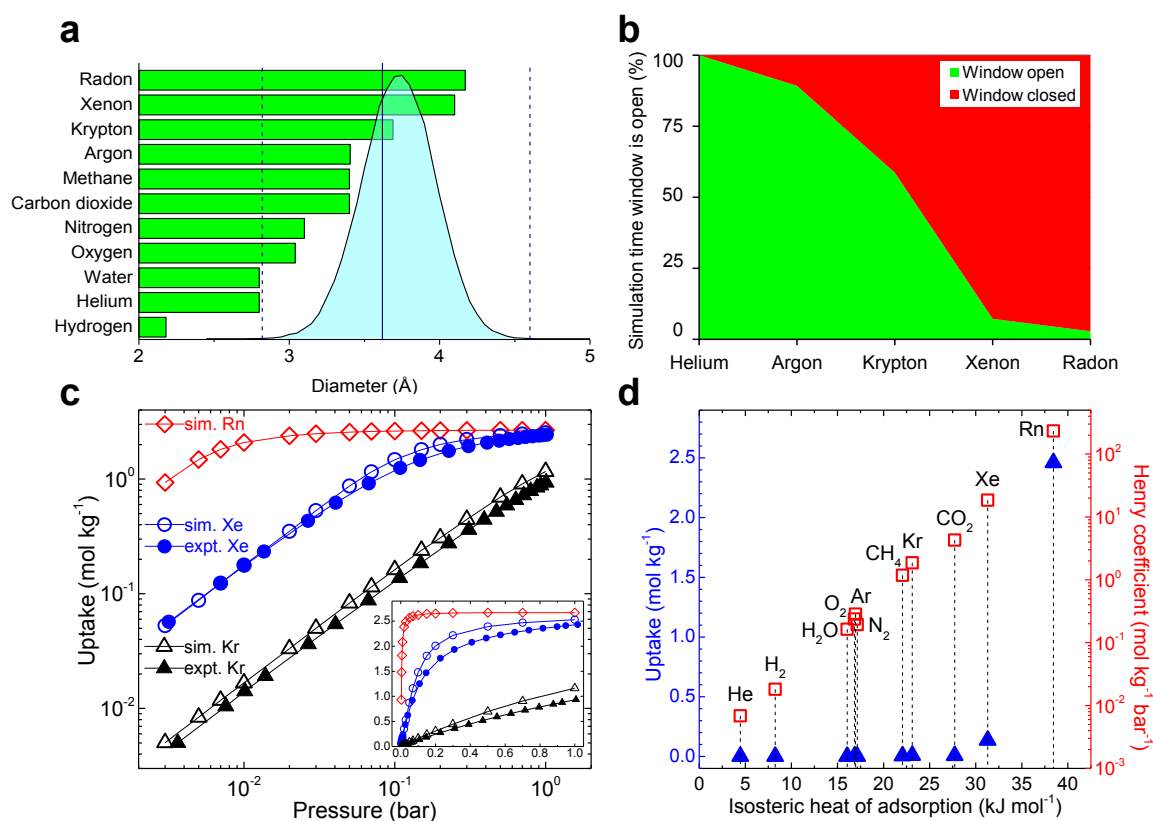 a
Radon
Xenon
Krypton
Argon
Methane
Carbon dioxide
Nitrogen
Oxygen
Water
Helium
Hydrogen
2 3 4 5
Diameter (Å)
b
Simulation time window is open (%)
100
75
50
25
0
Window open
Window closed
Helium Argon Krypton Xenon Radon
c
Uptake (mol kg-1)
10^0
10^-1
10^-2
sim. Rn
sim. Xe
expt. Xe
sim. Kr
expt. Kr
2.5
2.0
1.5
1.0
0.5
0.0
0.0 0.2 0.4 0.6 0.8 1.0
10^-2 10^-1 10^0
Pressure (bar)
d
Uptake (mol kg-1)
2.5
2.0
1.5
1.0
0.5
0.0
He
H2
H2O
O2
Ar
N2
CH4
Kr
CO2
Xe
Rn
10^2
10^1
10^0
10^-1
10^-2
10^-3
Henry coefficient (mol kg-1 bar-1)
0 5 10 15 20 25 30 35 40
Isosteric heat of adsorption (kJ mol-1)